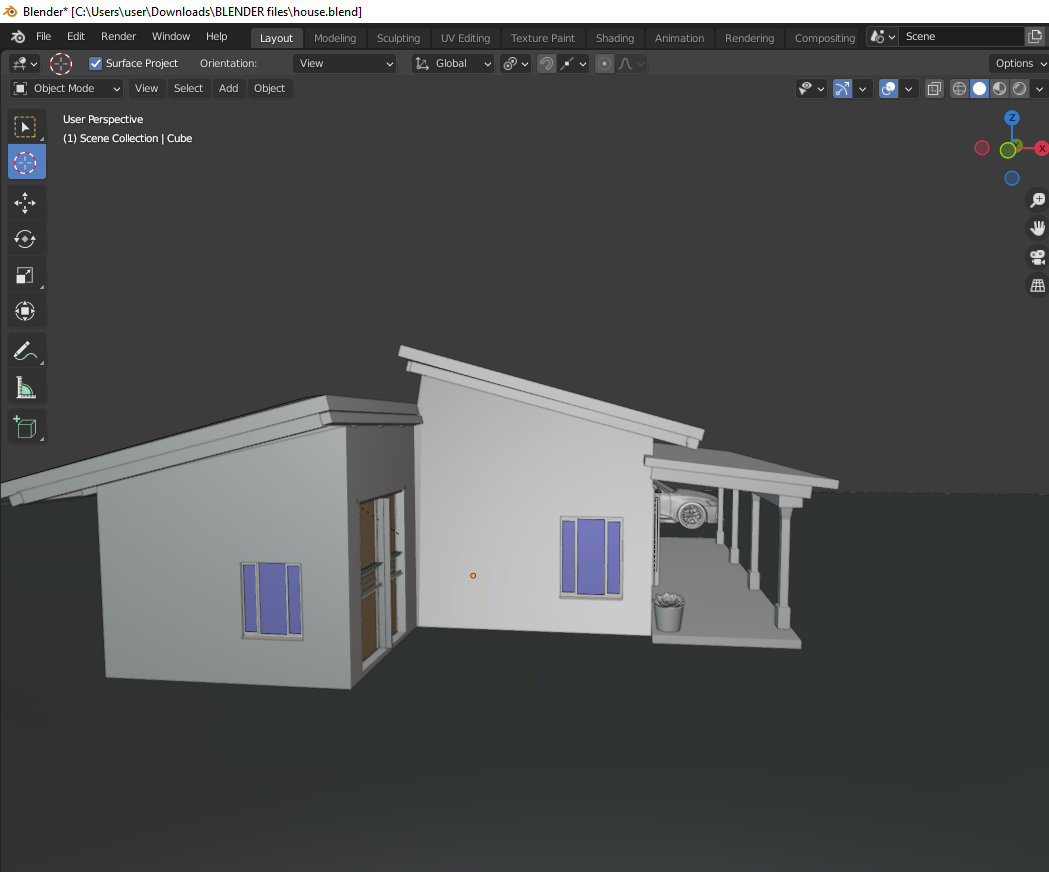 Blender* [C:\Users\user\Downloads\BLENDER files\house.blend]
File Edit Render Window Help Layout Modeling Sculpting UV Editing Texture Paint Shading Animation Rendering Compositing Scene
Surface Project Orientation: View Global Options
Object Mode View Select Add Object
User Perspective
(1) Scene Collection | Cube
Z
Y
X